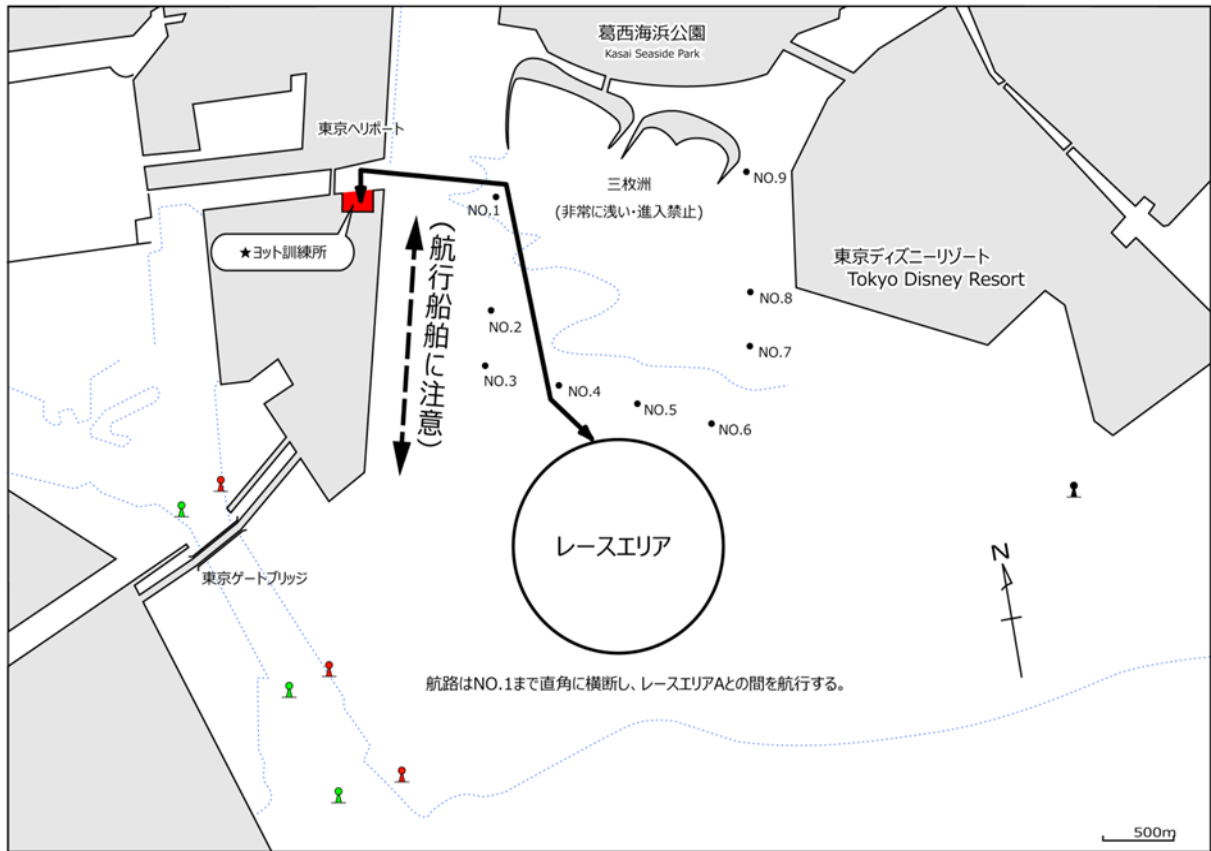 葛西海浜公園
Kasai Seaside Park
東京ヘリポート
NO.9
三枚洲
(非常に浅い・進入禁止)
NO.1
★ヨット訓練所
(航行船舶に注意)
東京ディズニーリゾート
Tokyo Disney Resort
NO.8
NO.2
NO.7
NO.3
NO.4
NO.5
NO.6
レースエリア
N
東京ゲートブリッジ
航路はNO.1まで直角に横断し、レースエリアAとの間を航行する。
500m